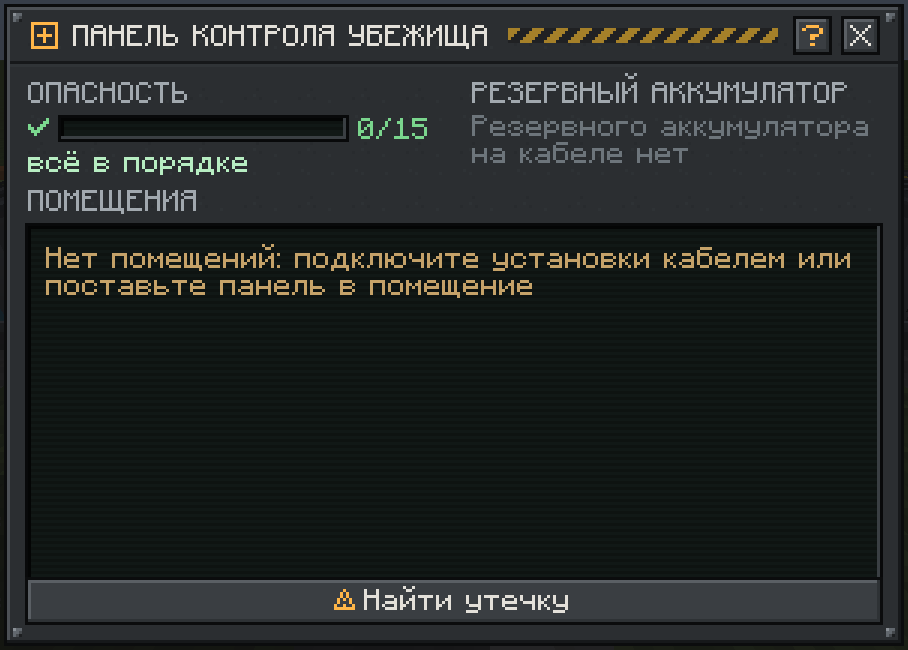 ПАНЕЛЬ КОНТРОЛЯ УБЕЖИЩА
?
ОПАСНОСТЬ
0/15
всё в порядке
РЕЗЕРВНЫЙ АККУМУЛЯТОР
Резервного аккумулятора
на кабеле нет
ПОМЕЩЕНИЯ
Нет помещений: подключите установки кабелем или
поставьте панель в помещение
Найти утечку